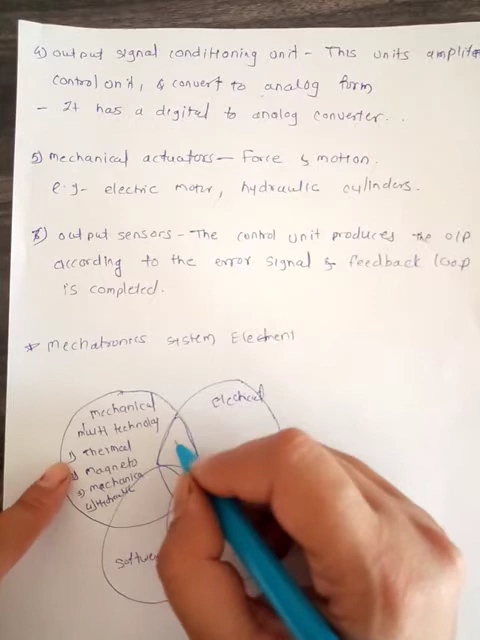 4) output signal conditioning unit - This units amplifie
control unit, & convert to analog form
- It has a digital to analog converter. . .
5) mechanical actuators - Force & motion.
e.g - electric motor, hydraulic cylinders.
6) output sensors - The control unit produces the o/p
according to the error signal & feedback loop
is completed.
* Mechatronics system Element
mechanical
multi technoloy
1) thermal
2) magneto
3) mechanica
4) Hydraulic
electrical
softwe